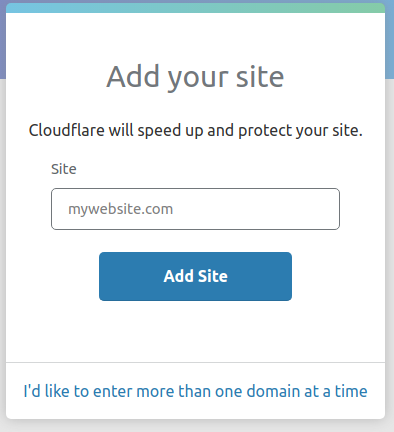 Add your site
Cloudflare will speed up and protect your site.
Site
mywebsite.com
Add Site
I'd like to enter more than one domain at a time